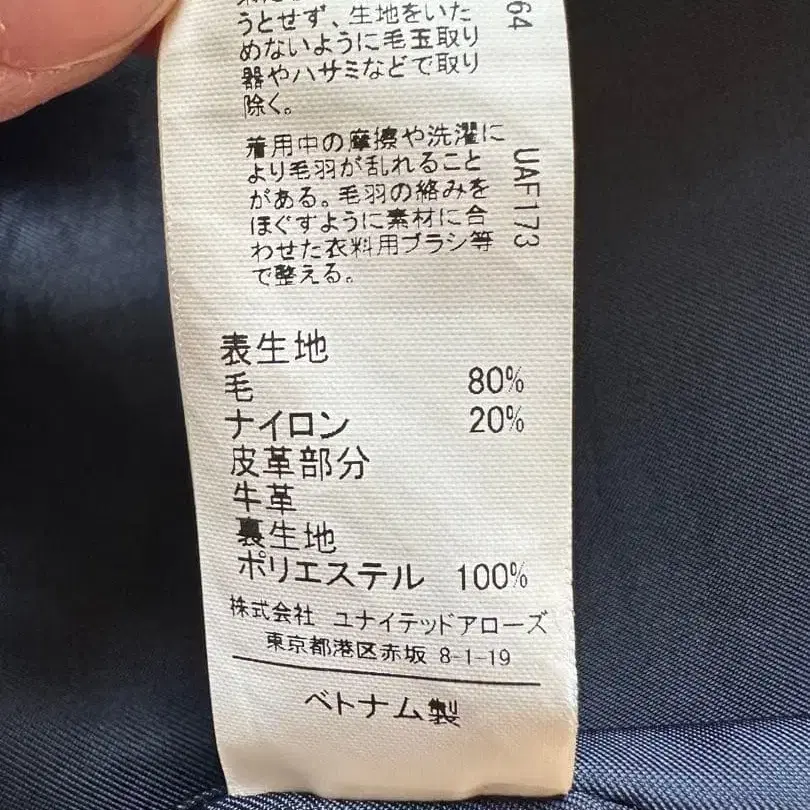 うとせず、生地をいた
めないように毛玉取り
器やハサミなどで取り
除く。
着用中の摩擦や洗濯に
より毛羽が乱れること
がある。毛羽の絡みを
ほぐすように素材に合
わせた衣料用ブラシ等
で整える。
64
UAF173
表生地
毛 80%
ナイロン 20%
皮革部分
牛革
裏生地
ポリエステル 100%
株式会社 ユナイテッドアローズ
東京都港区赤坂 8-1-19
ベトナム製